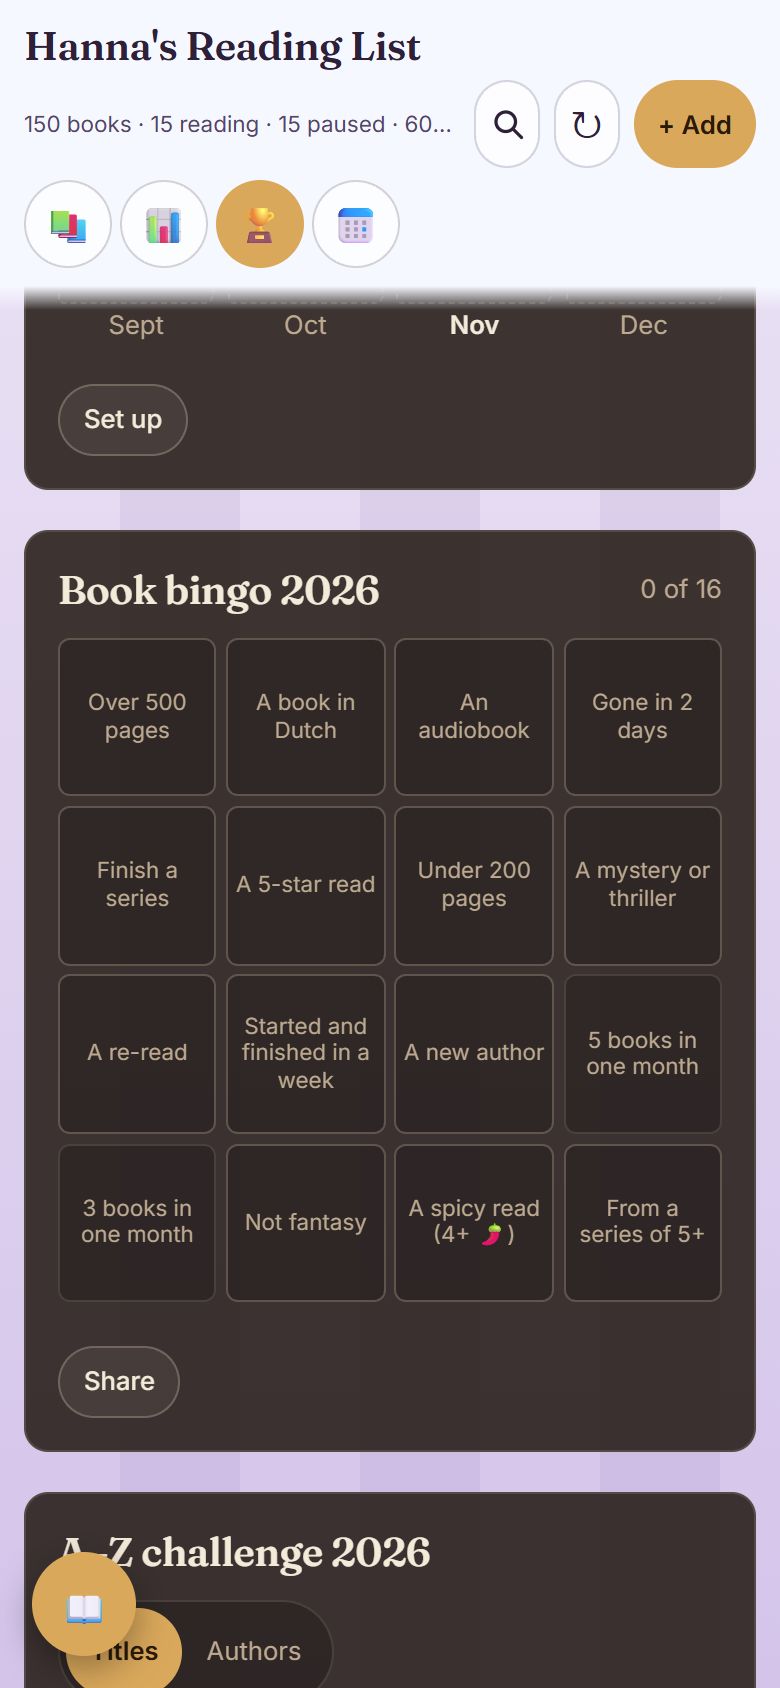 Hanna's Reading List
150 books · 15 reading · 15 paused · 60…
+ Add
Sept
Oct
Nov
Dec
Set up
Book bingo 2026
0 of 16
Over 500
pages
A book in
Dutch
An
audiobook
Gone in 2
days
Finish a
series
A 5-star read
Under 200
pages
A mystery or
thriller
A re-read
Started and
finished in a
week
A new author
5 books in
one month
3 books in
one month
Not fantasy
A spicy read
(4+ 🌶️)
From a
series of 5+
Share
A-Z challenge 2026
Titles
Authors